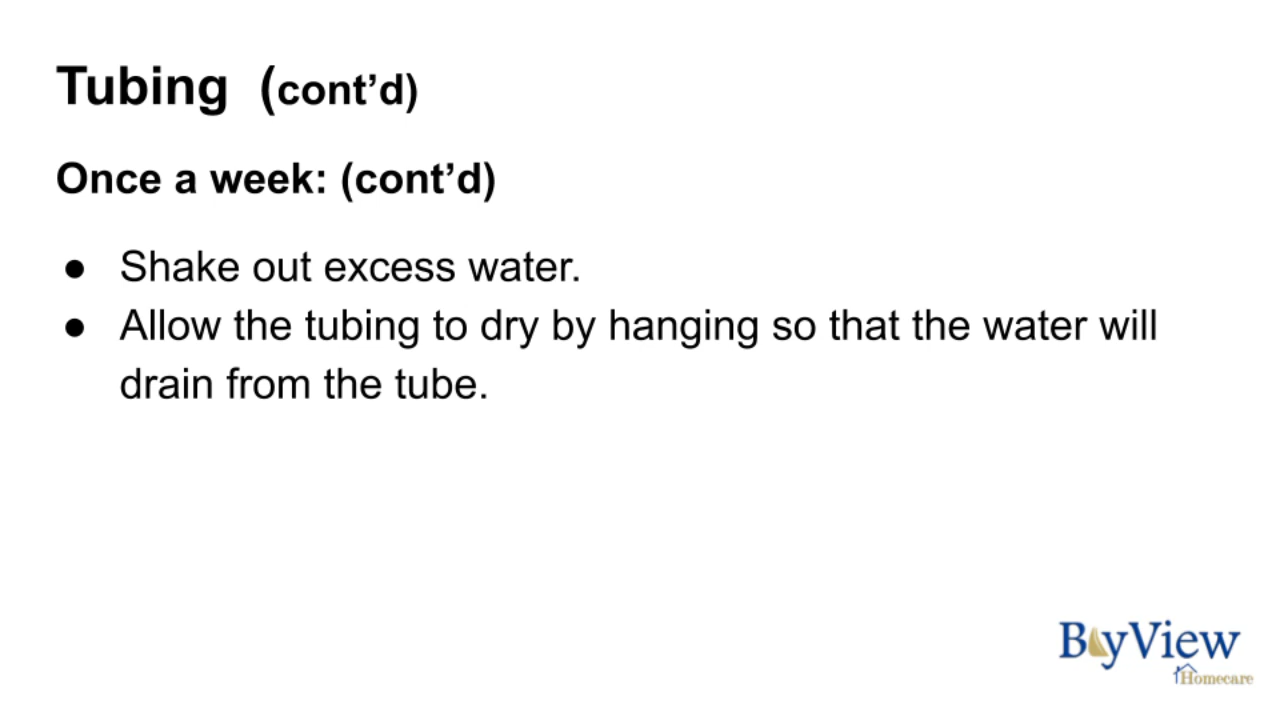 Tubing (cont’d)
Once a week: (cont’d)
● Shake out excess water.
● Allow the tubing to dry by hanging so that the water will
drain from the tube.
BayView
Homecare